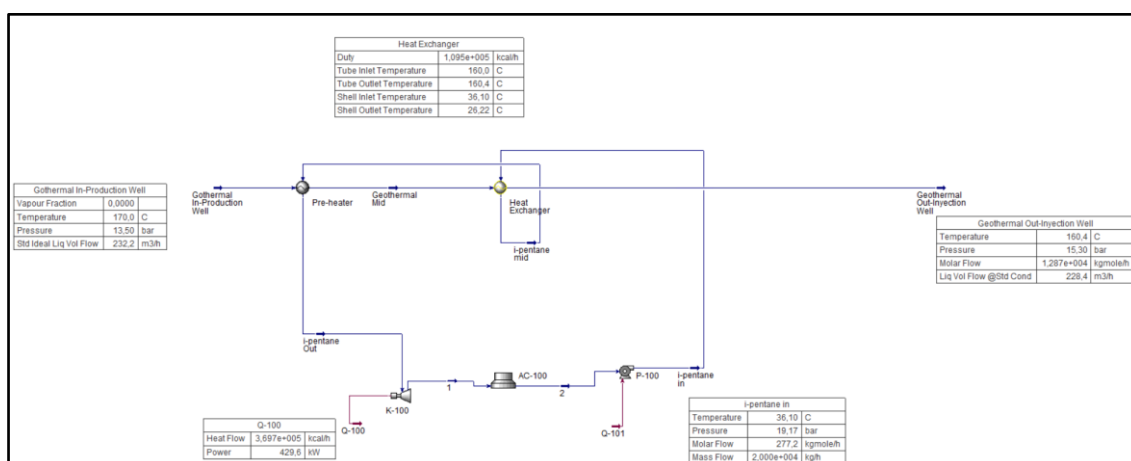 Heat Exchanger
Duty 1,095e+005 kcal/h
Tube Inlet Temperature 160,0 C
Tube Outlet Temperature 160,4 C
Shell Inlet Temperature 36,10 C
Shell Outlet Temperature 26,22 C
Gothermal In-Production Well
Vapour Fraction 0,0000
Temperature 170,0 C
Pressure 13,50 bar
Std Ideal Liq Vol Flow 232,2 m3/h
Gothermal
In-Production
Well
Pre-heater
Geothermal
Mid
Heat
Exchanger
i-pentane
mid
Geothermal
Out-Injection
Well
Geothermal Out-Injection Well
Temperature 160,4 C
Pressure 15,30 bar
Molar Flow 1,287e+004 kgmole/h
Liq Vol Flow @Std Cond 228,4 m3/h
i-pentane
Out
K-100
1
AC-100
2
P-100
i-pentane
in
Q-100
Q-101
Q-100
Heat Flow 3,697e+005 kcal/h
Power 429,6 kW
i-pentane in
Temperature 36,10 C
Pressure 19,17 bar
Molar Flow 277,2 kgmole/h
Mass Flow 2,000e+004 kg/h